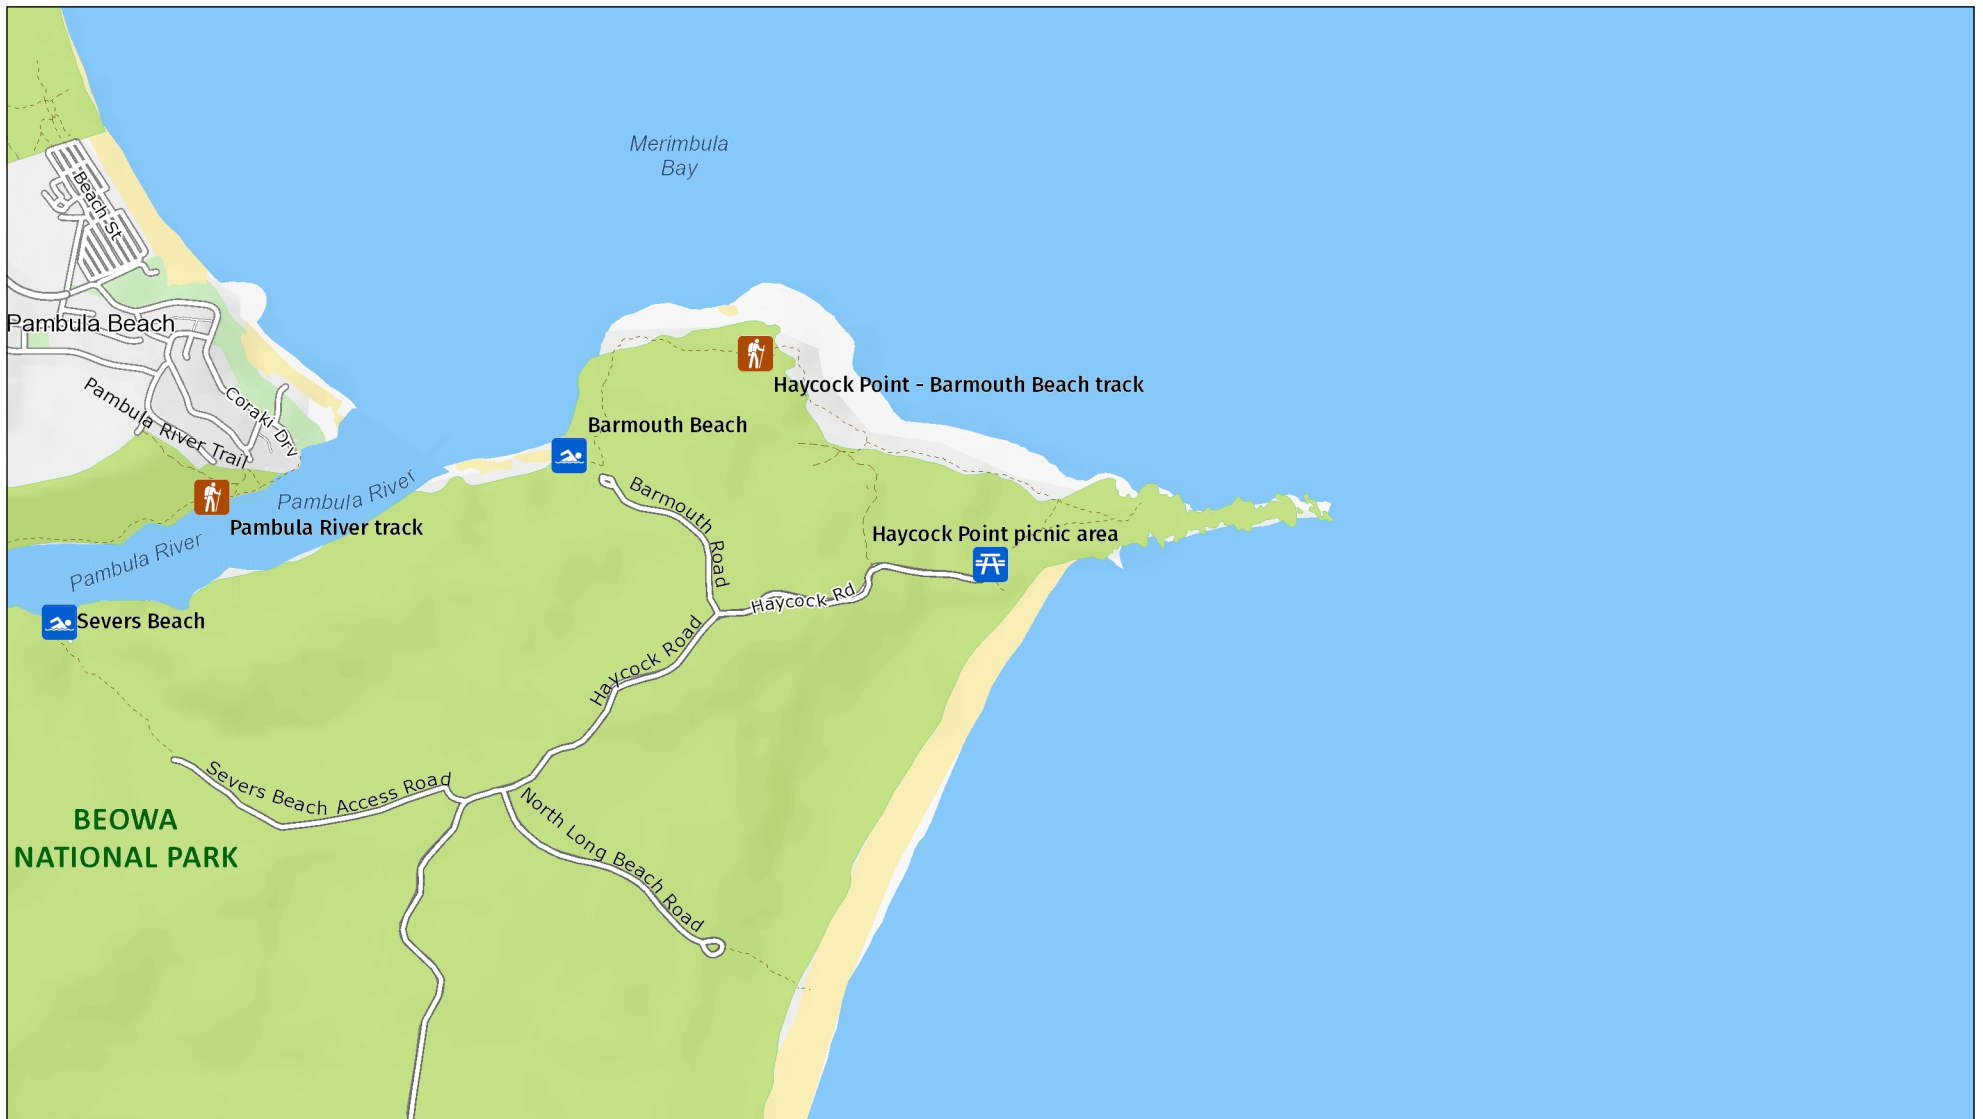 Merimbula
Bay
Beach St
Pambula Beach
Pambula River Trail
Coraki Drv
Haycock Point - Barmouth Beach track
Barmouth Beach
Pambula River
Barmouth Road
Pambula River track
Haycock Point picnic area
Pambula River
Haycock Rd
Severs Beach
Haycock Road
Severs Beach Access Road
North Long Beach Road
BEOWA
NATIONAL PARK